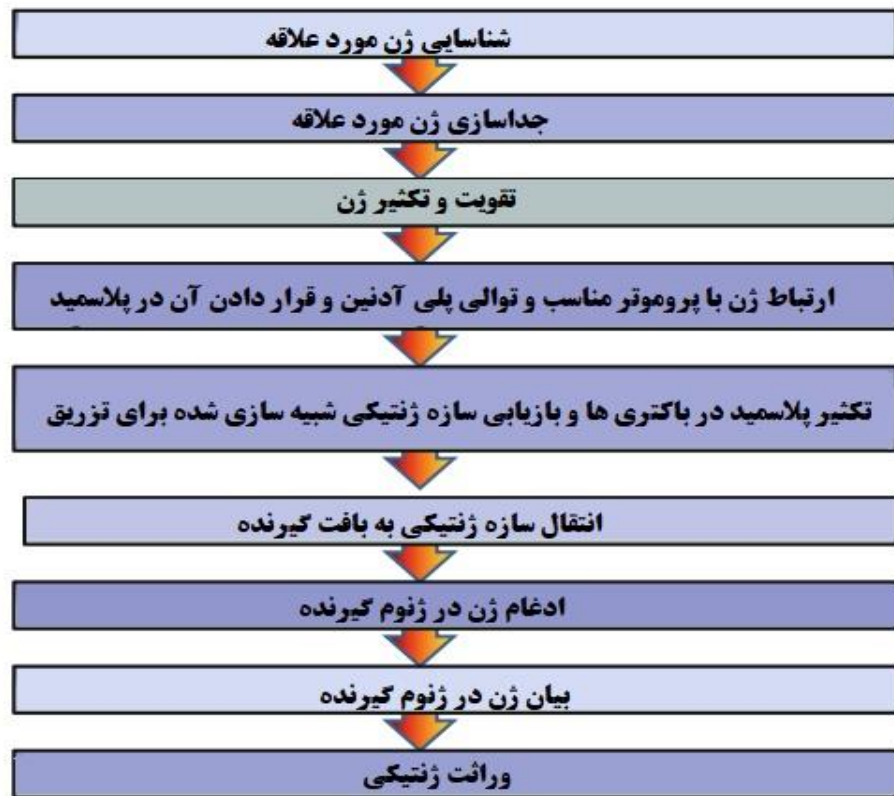 شناسایی ژن مورد علاقه
جداسازی ژن مورد علاقه
تقویت و تکثیر ژن
ارتباط ژن با پروموتر مناسب و توالی پلی آدنین و قرار دادن آن در پلاسمید
تکثیر پلاسمید در باکتری ها و بازیابی سازه ژنتیکی شبیه سازی شده برای تزریق
انتقال سازه ژنتیکی به بافت گیرنده
ادغام ژن در ژنوم گیرنده
بیان ژن در ژنوم گیرنده
وراثت ژنتیکی